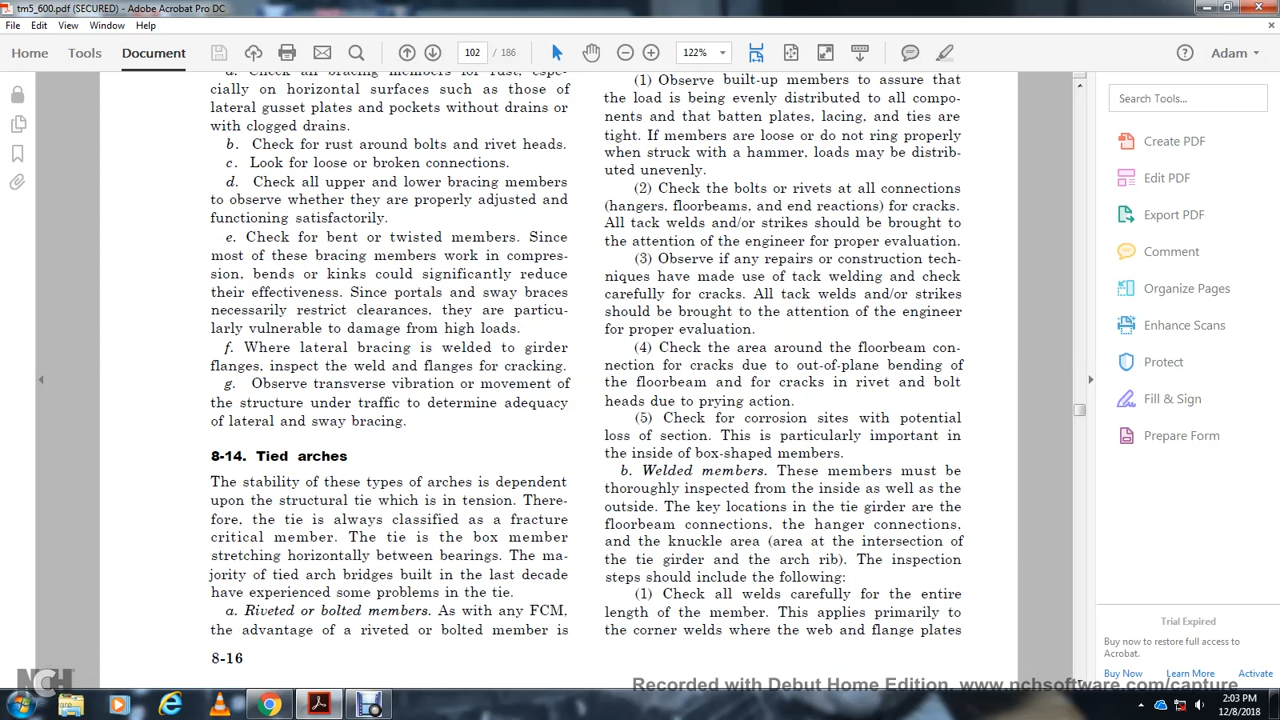 tm5_600.pdf (SECURED) - Adobe Acrobat Pro DC
File Edit View Window Help
Home Tools Document 102 / 186 122% Adam
a. Check all bracing members for rust, espe-
cially on horizontal surfaces such as those of
lateral gusset plates and pockets without drains or
with clogged drains.
b. Check for rust around bolts and rivet heads.
c. Look for loose or broken connections.
d. Check all upper and lower bracing members
to observe whether they are properly adjusted and
functioning satisfactorily.
e. Check for bent or twisted members. Since
most of these bracing members work in compres-
sion, bends or kinks could significantly reduce
their effectiveness. Since portals and sway braces
necessarily restrict clearances, they are particu-
larly vulnerable to damage from high loads.
f. Where lateral bracing is welded to girder
flanges, inspect the weld and flanges for cracking.
g. Observe transverse vibration or movement of
the structure under traffic to determine adequacy
of lateral and sway bracing.
8-14. Tied arches
The stability of these types of arches is dependent
upon the structural tie which is in tension. There-
fore, the tie is always classified as a fracture
critical member. The tie is the box member
stretching horizontally between bearings. The ma-
jority of tied arch bridges built in the last decade
have experienced some problems in the tie.
a. Riveted or bolted members. As with any FCM,
the advantage of a riveted or bolted member is
8-16
(1) Observe built-up members to assure that
the load is being evenly distributed to all compo-
nents and that batten plates, lacing, and ties are
tight. If members are loose or do not ring properly
when struck with a hammer, loads may be distrib-
uted unevenly.
(2) Check the bolts or rivets at all connections
(hangers, floorbeams, and end reactions) for cracks.
All tack welds and/or strikes should be brought to
the attention of the engineer for proper evaluation.
(3) Observe if any repairs or construction tech-
niques have made use of tack welding and check
carefully for cracks. All tack welds and/or strikes
should be brought to the attention of the engineer
for proper evaluation.
(4) Check the area around the floorbeam con-
nection for cracks due to out-of-plane bending of
the floorbeam and for cracks in rivet and bolt
heads due to prying action.
(5) Check for corrosion sites with potential
loss of section. This is particularly important in
the inside of box-shaped members.
b. Welded members. These members must be
thoroughly inspected from the inside as well as the
outside. The key locations in the tie girder are the
floorbeam connections, the hanger connections,
and the knuckle area (area at the intersection of
the tie girder and the arch rib). The inspection
steps should include the following:
(1) Check all welds carefully for the entire
length of the member. This applies primarily to
the corner welds where the web and flange plates
Search Tools...
Create PDF
Edit PDF
Export PDF
Comment
Organize Pages
Enhance Scans
Protect
Fill & Sign
Prepare Form
Trial Expired
Buy now to restore full access to
Acrobat.
Buy Now Learn More Activate
NCH
Recorded with Debut Home Edition. www.nchsoftware.com/capture
2:03 PM
12/8/2018